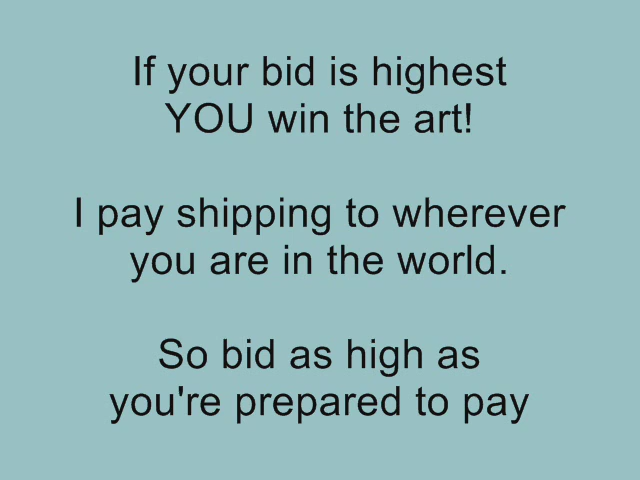 If your bid is highest
YOU win the art!
I pay shipping to wherever
you are in the world.
So bid as high as
you're prepared to pay